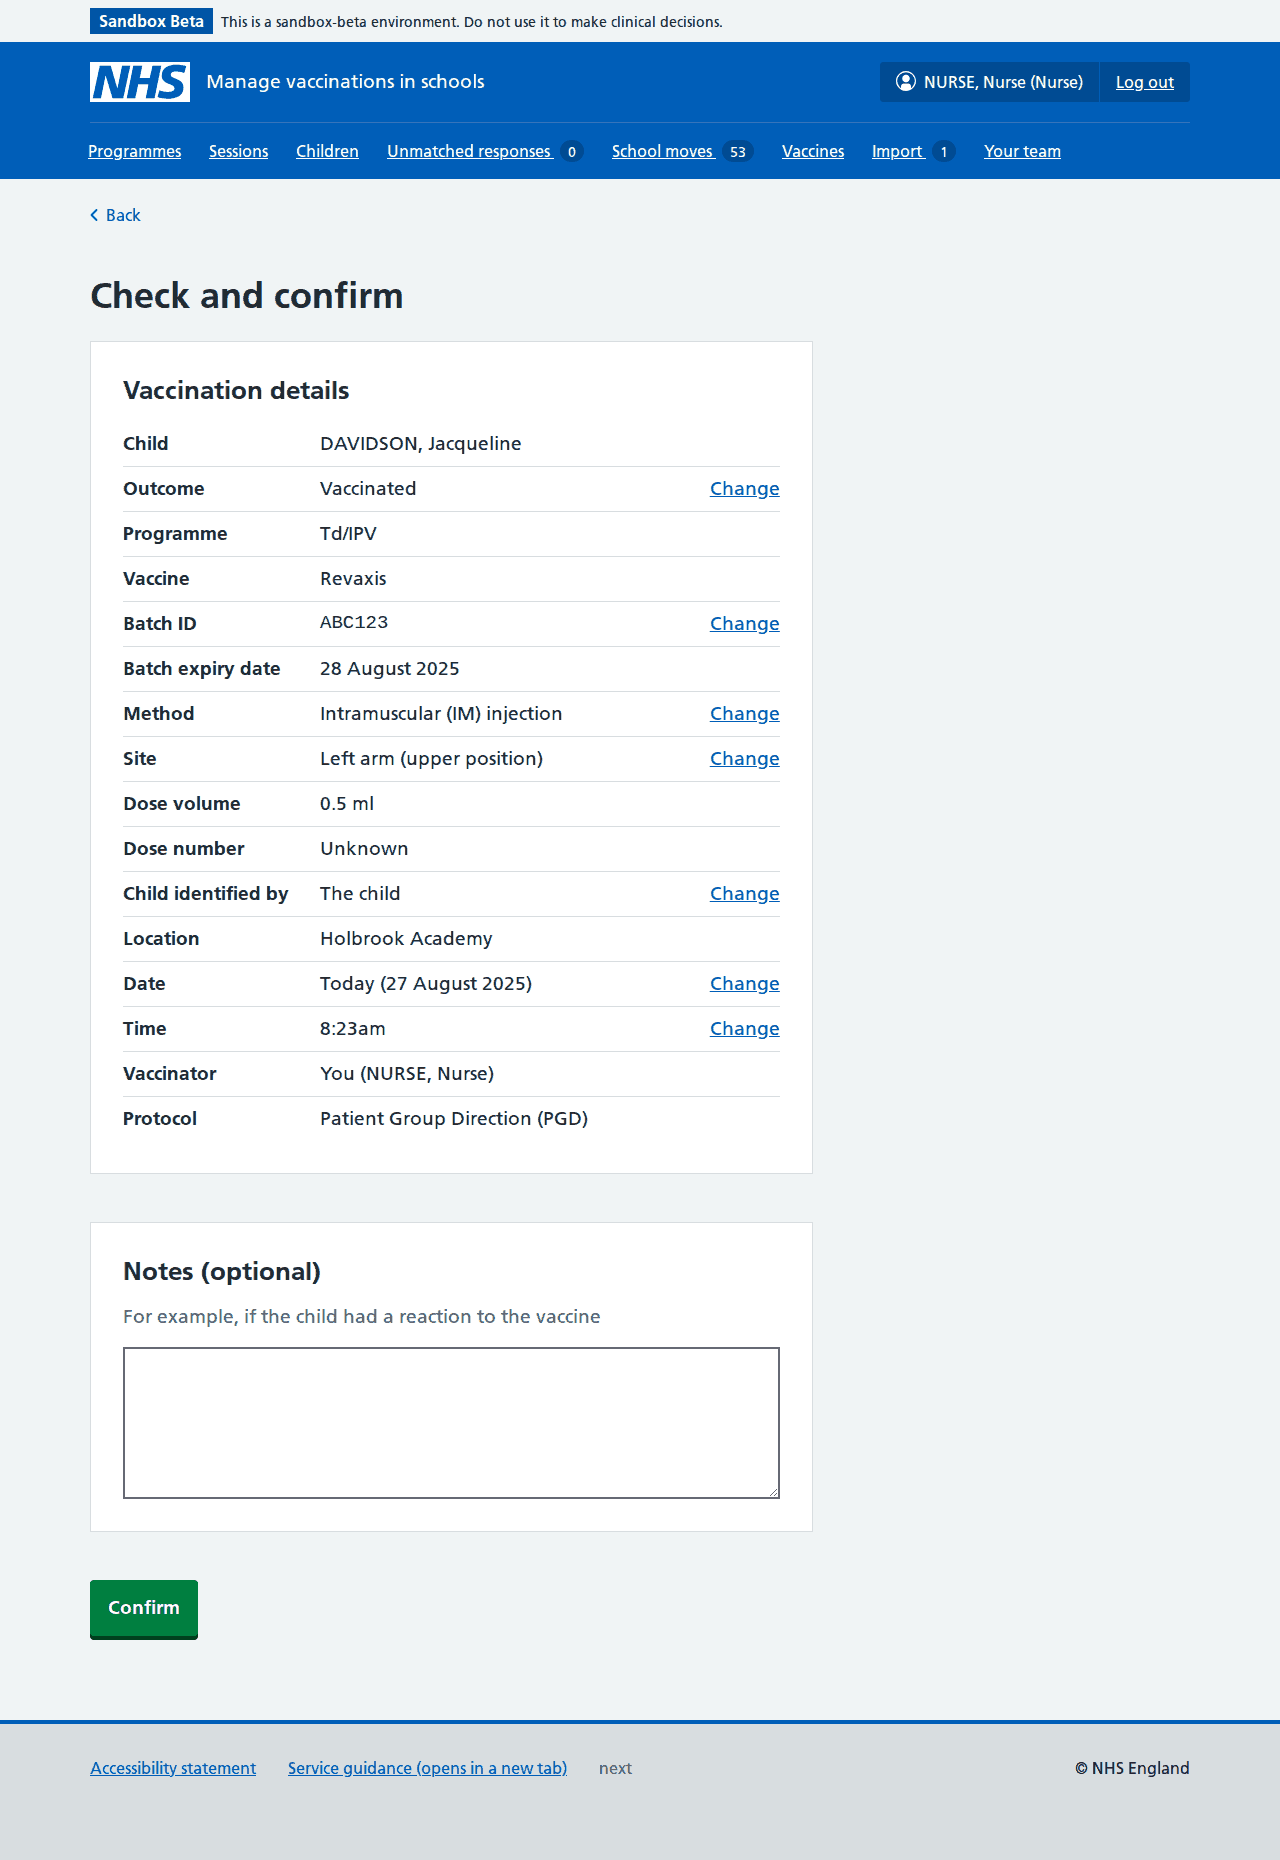 Sandbox Beta This is a sandbox-beta environment. Do not use it to make clinical decisions.
NHS Manage vaccinations in schools NURSE, Nurse (Nurse) Log out
Programmes Sessions Children Unmatched responses 0 School moves 53 Vaccines Import 1 Your team
Back
Check and confirm
Vaccination details
Child DAVIDSON, Jacqueline
Outcome Vaccinated Change
Programme Td/IPV
Vaccine Revaxis
Batch ID ABC123 Change
Batch expiry date 28 August 2025
Method Intramuscular (IM) injection Change
Site Left arm (upper position) Change
Dose volume 0.5 ml
Dose number Unknown
Child identified by The child Change
Location Holbrook Academy
Date Today (27 August 2025) Change
Time 8:23am Change
Vaccinator You (NURSE, Nurse)
Protocol Patient Group Direction (PGD)
Notes (optional)
For example, if the child had a reaction to the vaccine
Confirm
Accessibility statement Service guidance (opens in a new tab) next © NHS England